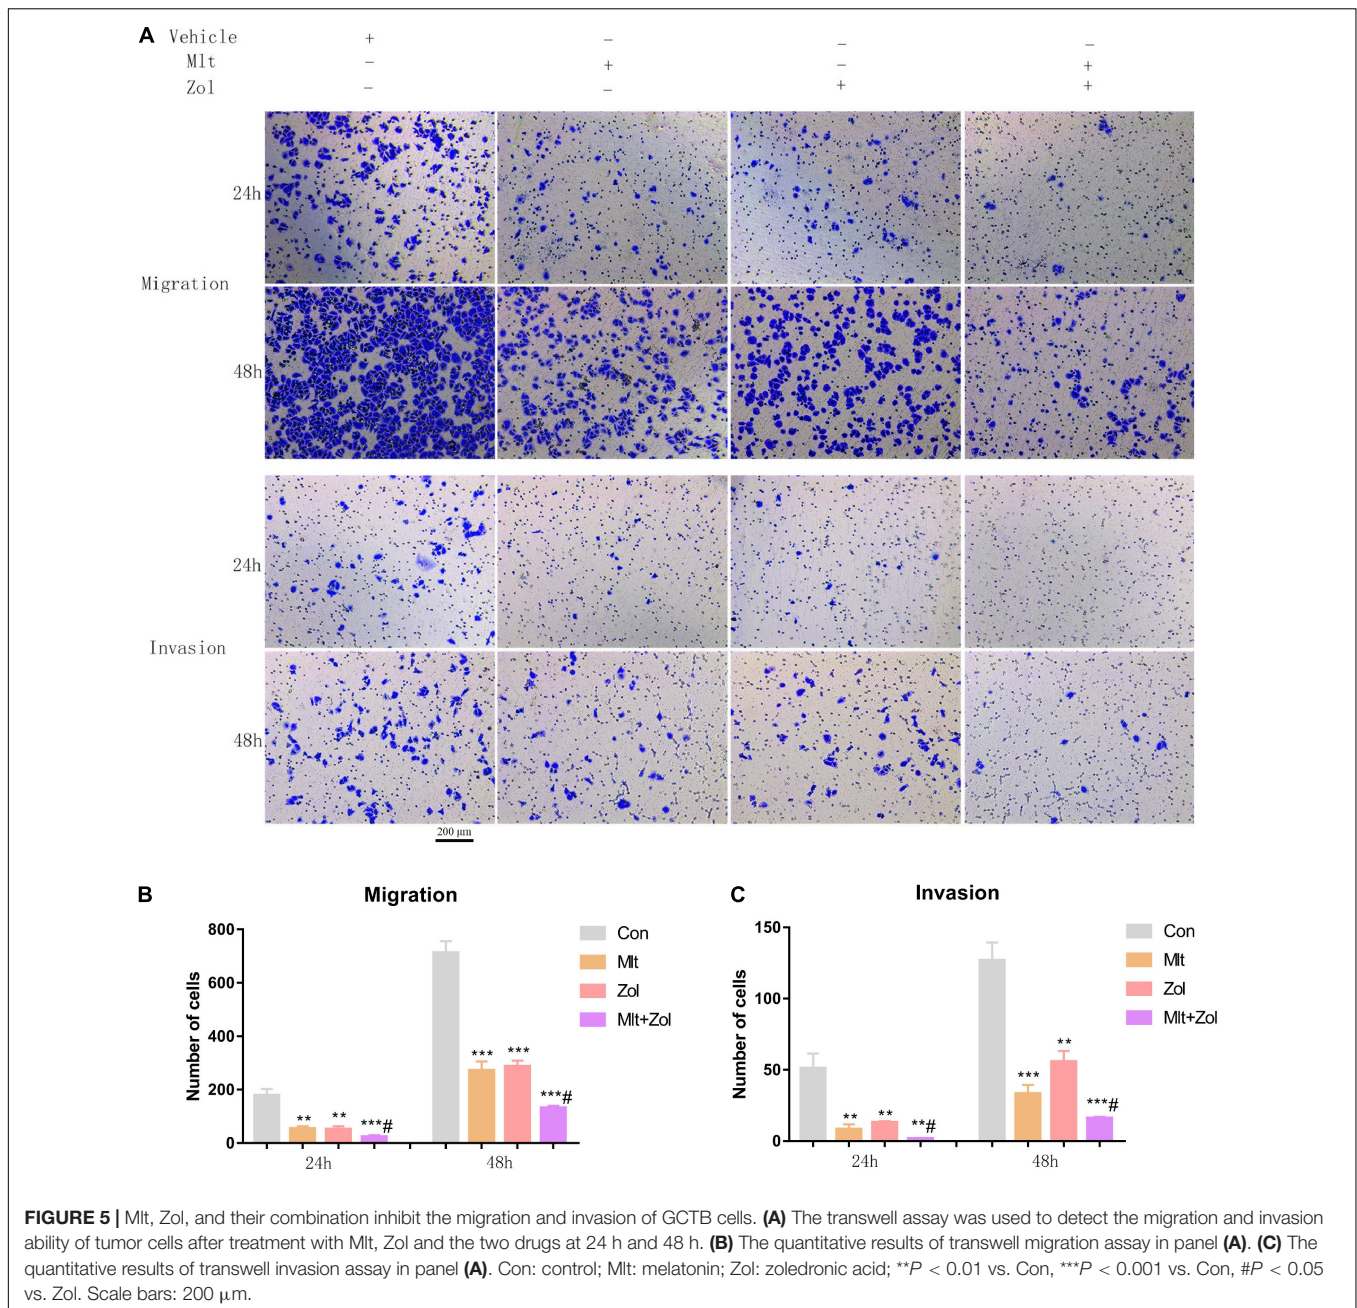 A Vehicle + – – –
Mlt – + – +
Zol – – + +
24h
Migration
48h
24h
Invasion
48h
200 μm
B Migration
Number of cells
800
600
400
200
0
** ** ***# *** *** ***#
24h 48h
Con
Mlt
Zol
Mlt+Zol
C Invasion
Number of cells
150
100
50
0
** ** **# *** ** ***#
24h 48h
Con
Mlt
Zol
Mlt+Zol
FIGURE 5 | Mlt, Zol, and their combination inhibit the migration and invasion of GCTB cells. (A) The transwell assay was used to detect the migration and invasion
ability of tumor cells after treatment with Mlt, Zol and the two drugs at 24 h and 48 h. (B) The quantitative results of transwell migration assay in panel (A). (C) The
quantitative results of transwell invasion assay in panel (A). Con: control; Mlt: melatonin; Zol: zoledronic acid; **P < 0.01 vs. Con, ***P < 0.001 vs. Con, #P < 0.05
vs. Zol. Scale bars: 200 μm.